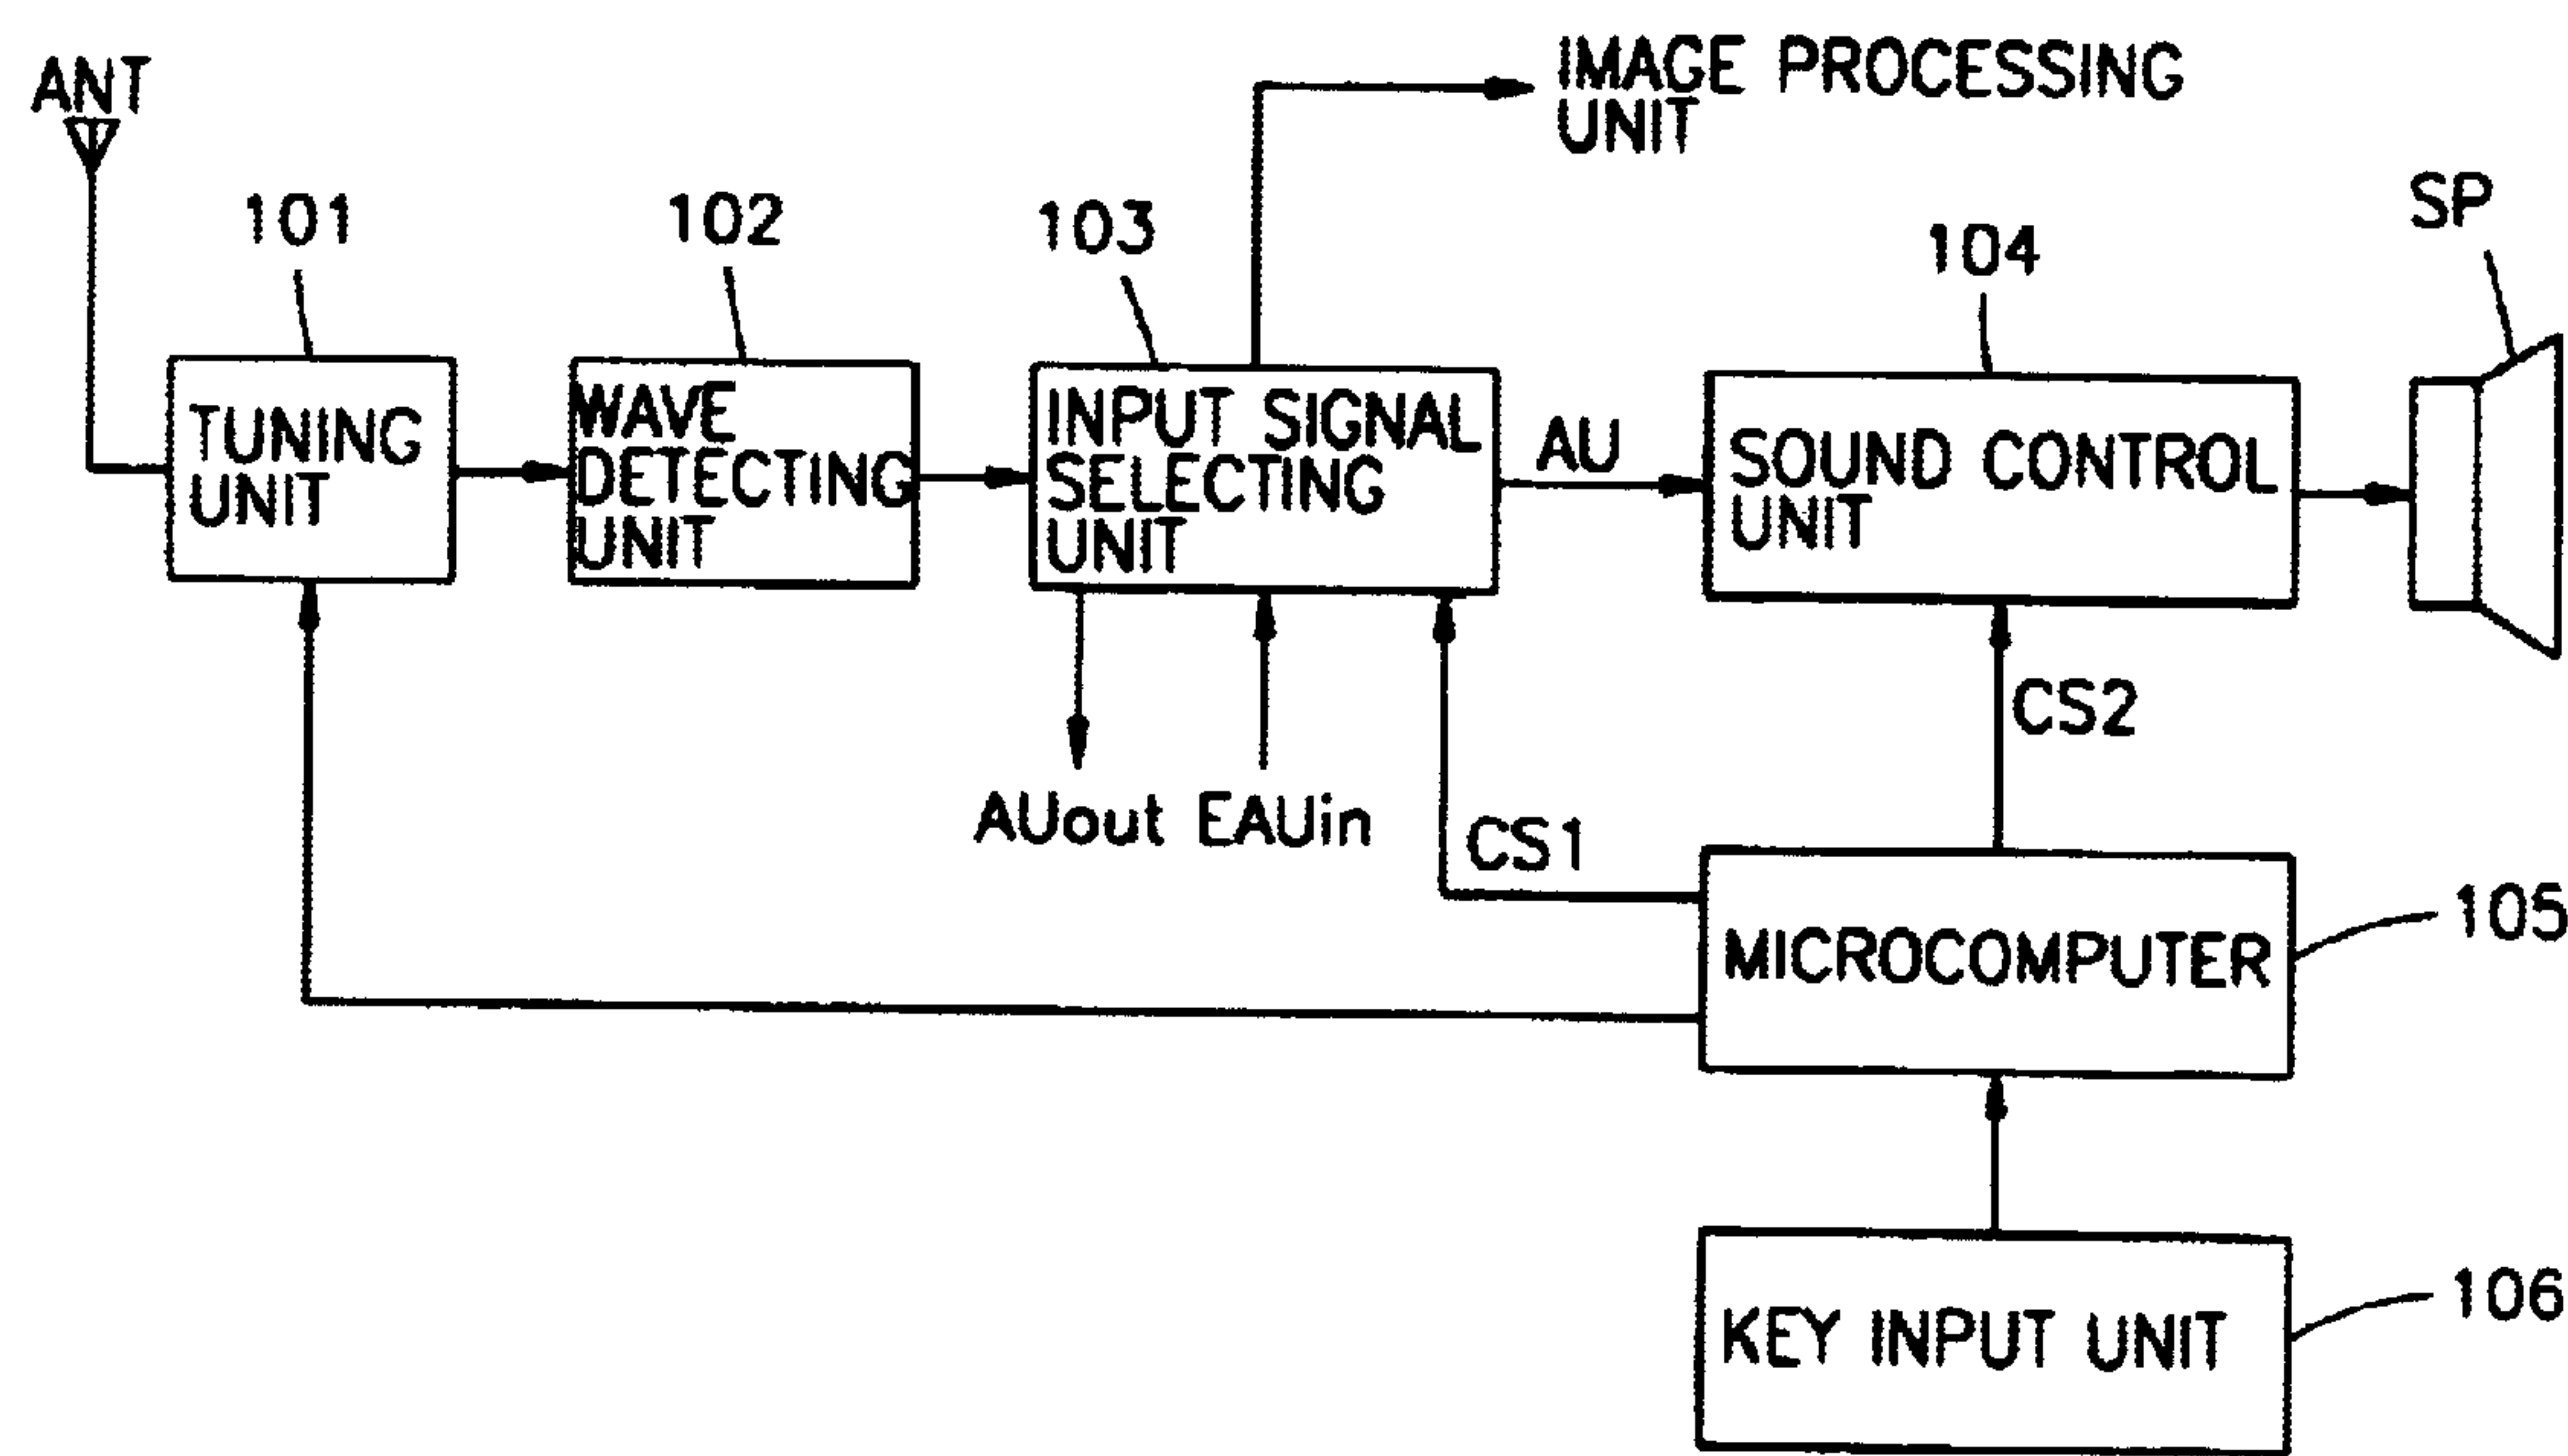 IMAGE PROCESSING
UNIT
ANT
101
102
103
104
SP
TUNING
UNIT
WAVE
DETECTING
UNIT
INPUT SIGNAL
SELECTING
UNIT
AU
SOUND CONTROL
UNIT
AUout EAUin
CS1
CS2
MICROCOMPUTER
105
KEY INPUT UNIT
106